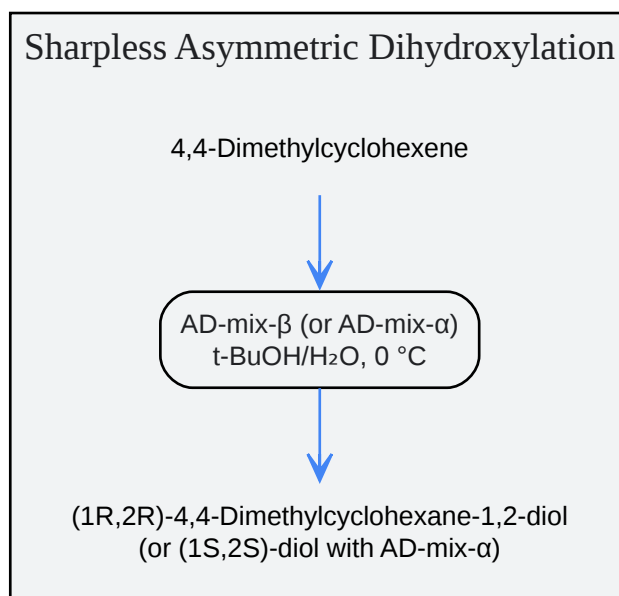 Sharpless Asymmetric Dihydroxylation
4,4-Dimethylcyclohexene
AD-mix-β (or AD-mix-α)
t-BuOH/H₂O, 0 °C
(1R,2R)-4,4-Dimethylcyclohexane-1,2-diol
(or (1S,2S)-diol with AD-mix-α)